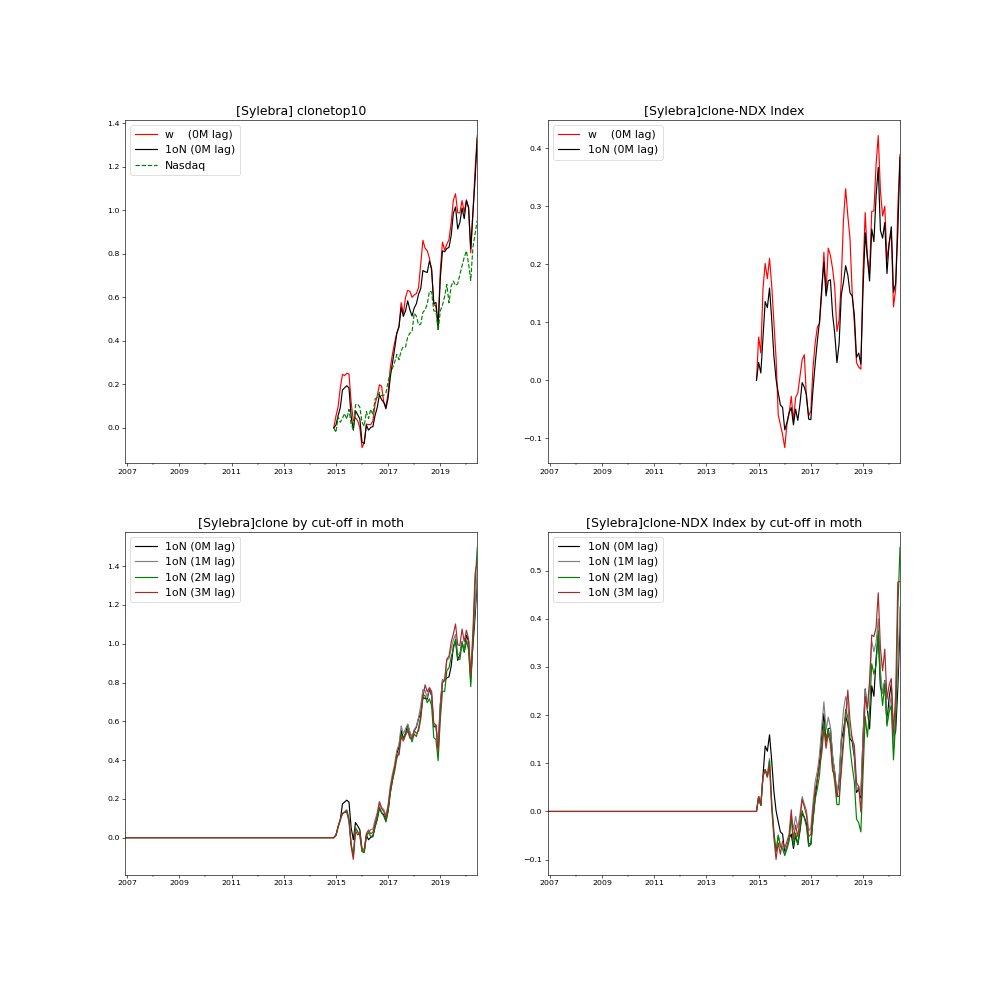 [Sylebra] clonetop10
w    (0M lag)
1oN (0M lag)
Nasdaq
1.4
1.2
1.0
0.8
0.6
0.4
0.2
0.0
2007 2009 2011 2013 2015 2017 2019
[Sylebra]clone-NDX Index
w    (0M lag)
1oN (0M lag)
0.4
0.3
0.2
0.1
0.0
−0.1
2007 2009 2011 2013 2015 2017 2019
[Sylebra]clone by cut-off in moth
1oN (0M lag)
1oN (1M lag)
1oN (2M lag)
1oN (3M lag)
1.4
1.2
1.0
0.8
0.6
0.4
0.2
0.0
2007 2009 2011 2013 2015 2017 2019
[Sylebra]clone-NDX Index by cut-off in moth
1oN (0M lag)
1oN (1M lag)
1oN (2M lag)
1oN (3M lag)
0.5
0.4
0.3
0.2
0.1
0.0
−0.1
2007 2009 2011 2013 2015 2017 2019